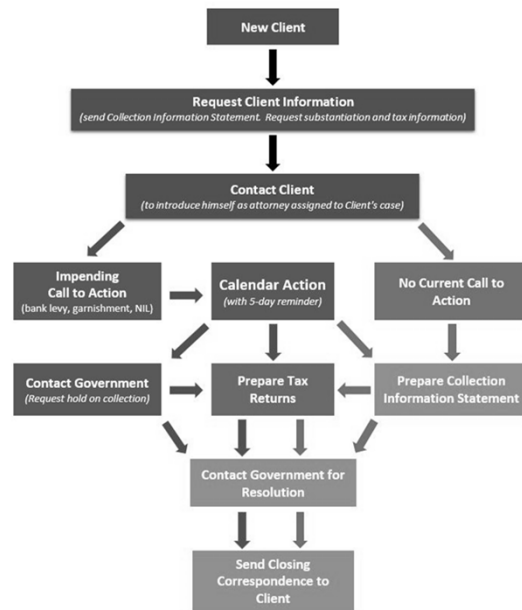 New Client
Request Client Information
(send Collection Information Statement. Request substantiation and tax information)
Contact Client
(to introduce himself as attorney assigned to Client's case)
Impending
Call to Action
(bank levy, garnishment, NIL)
Calendar Action
(with 5-day reminder)
No Current Call to
Action
Contact Government
(Request hold on collection)
Prepare Tax
Returns
Prepare Collection
Information Statement
Contact Government for
Resolution
Send Closing
Correspondence to
Client